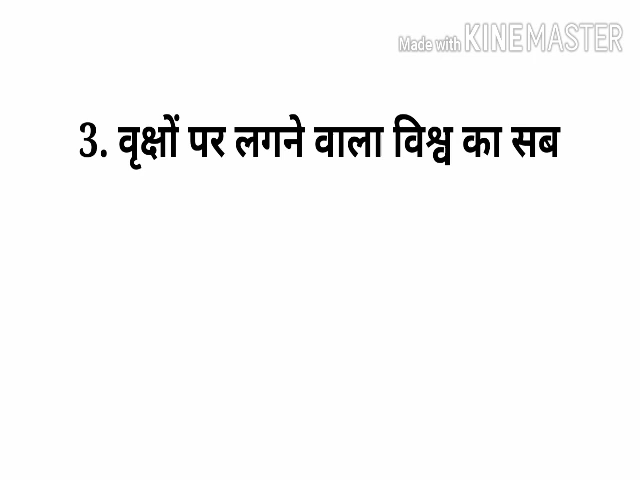 Made with KINEMASTER
3. वृक्षों पर लगने वाला विश्व का सब